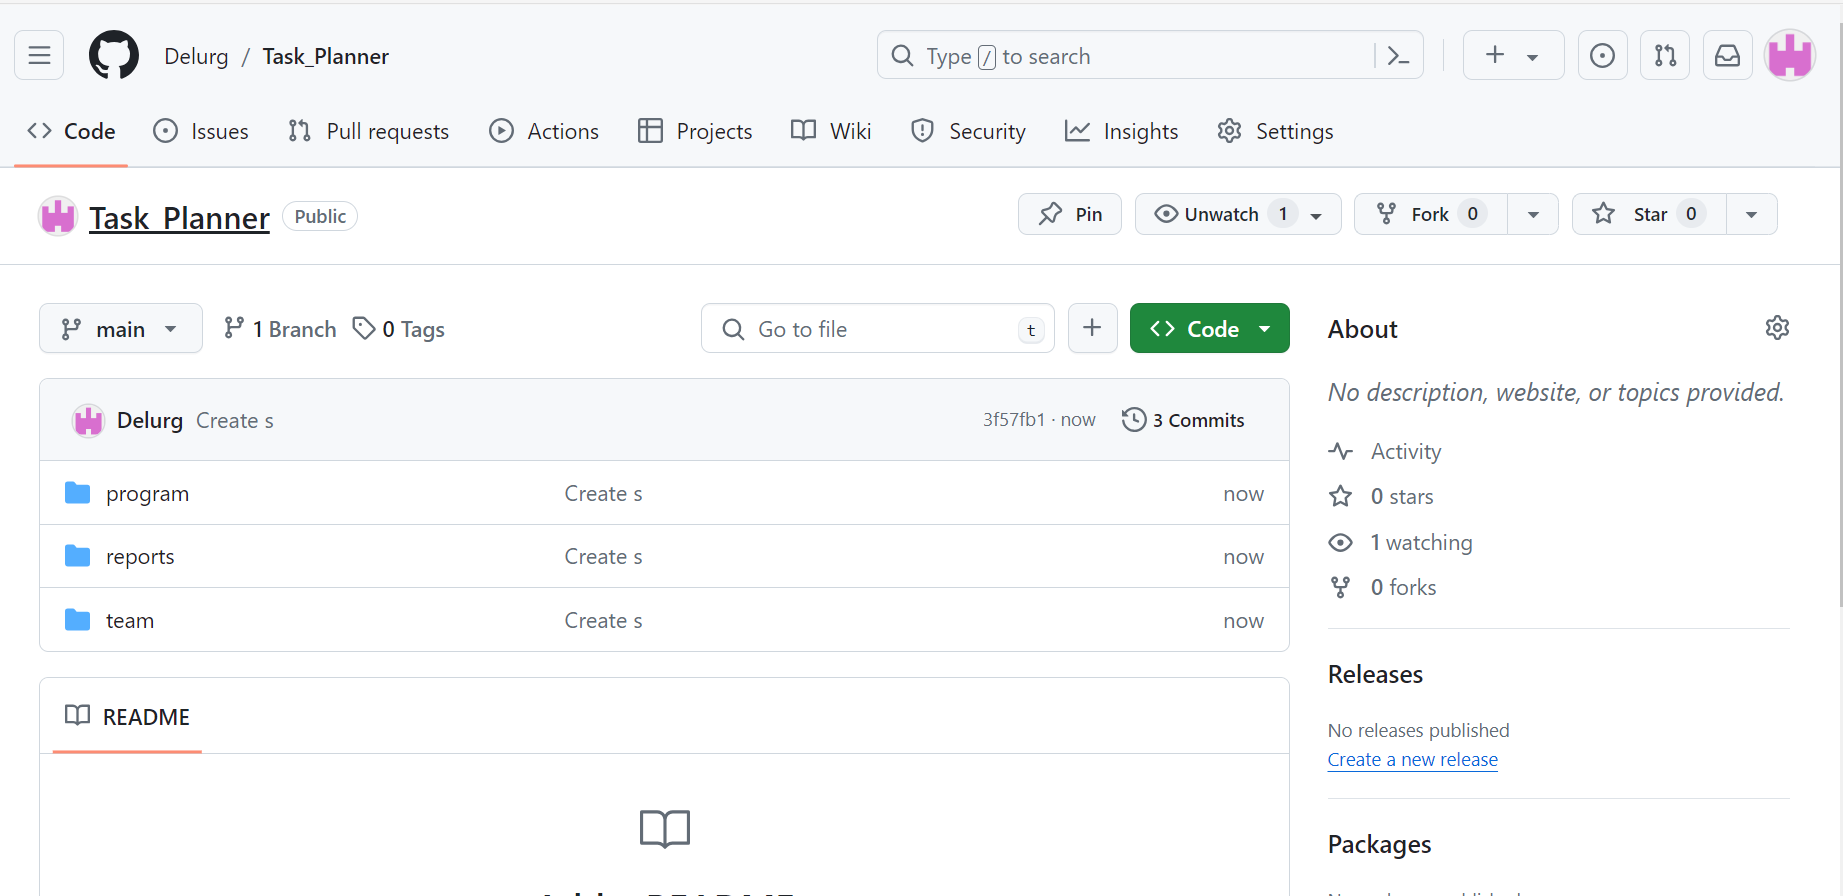 Delurg / Task_Planner
Type / to search
Code
Issues
Pull requests
Actions
Projects
Wiki
Security
Insights
Settings
Task_Planner
Public
Pin
Unwatch 1
Fork 0
Star 0
main
1 Branch
0 Tags
Go to file
t
Code
About
No description, website, or topics provided.
Delurg Create s
3f57fb1 · now
3 Commits
program Create s now
reports Create s now
team Create s now
Activity
0 stars
1 watching
0 forks
Releases
No releases published
Create a new release
README
Packages